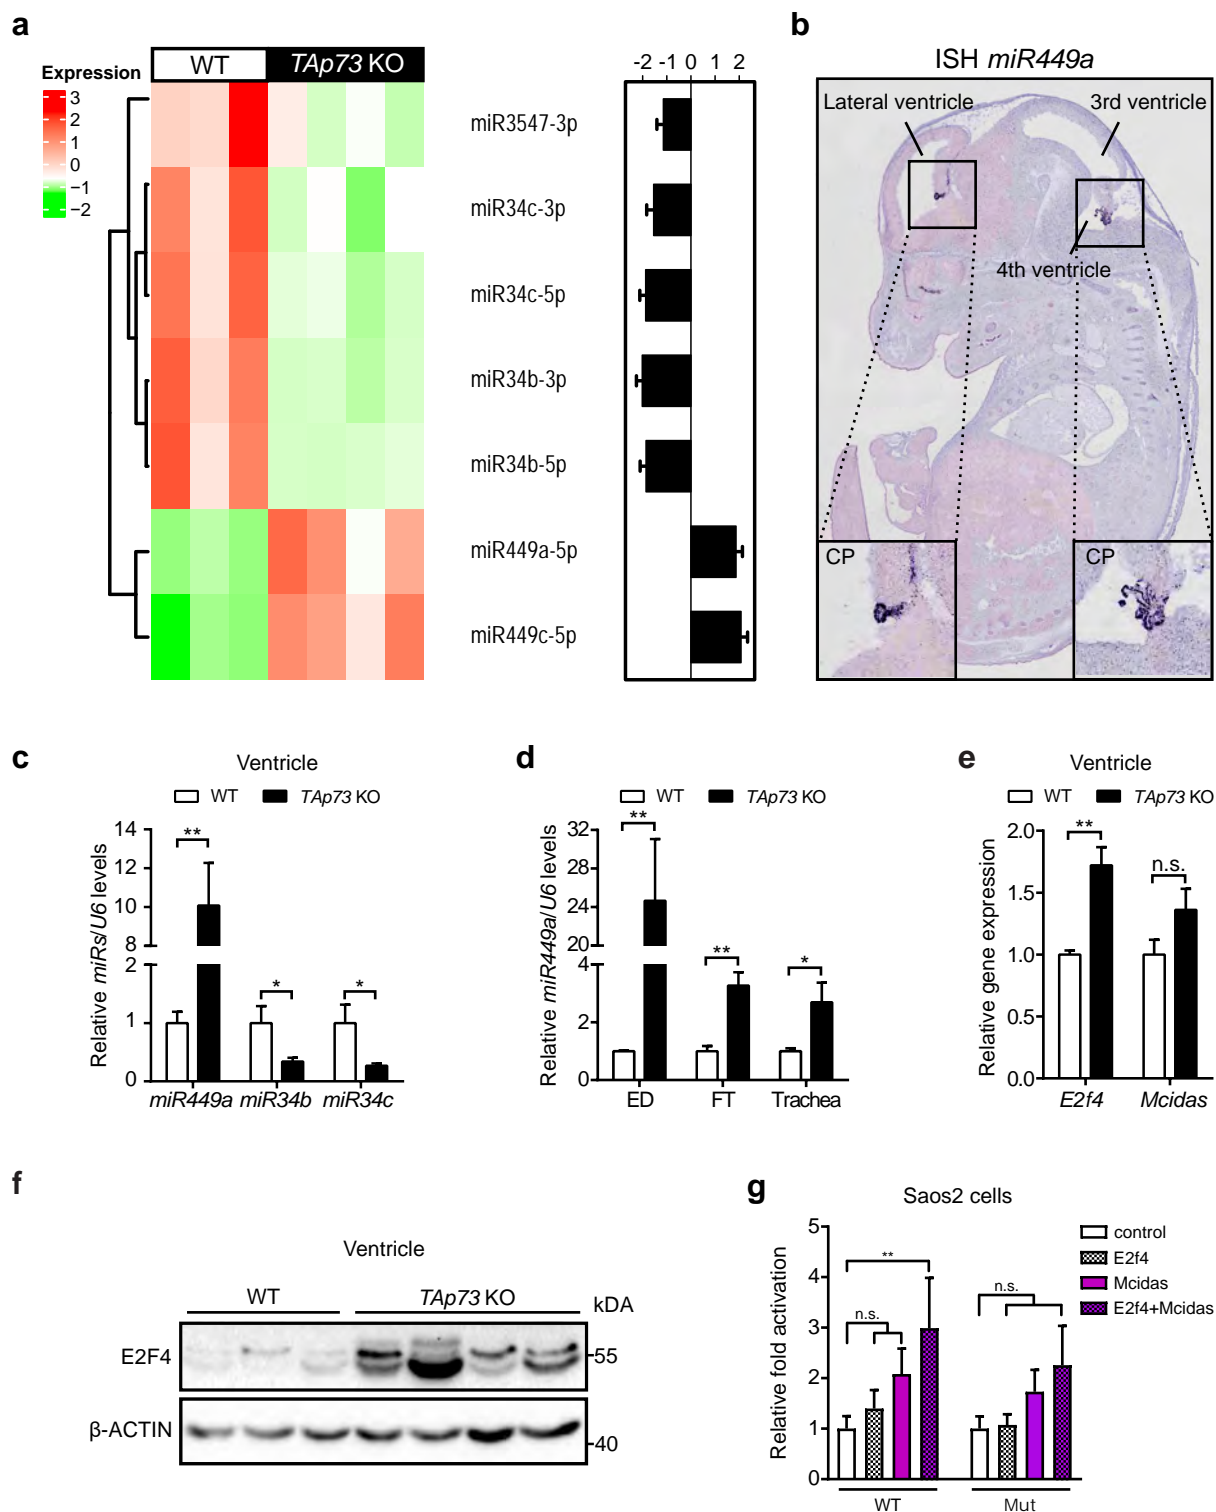 a
WT TAp73 KO
Expression
3
2
1
0
−1
−2
miR3547-3p
miR34c-3p
miR34c-5p
miR34b-3p
miR34b-5p
miR449a-5p
miR449c-5p
-2 -1 0 1 2
b
ISH miR449a
Lateral ventricle
3rd ventricle
4th ventricle
CP
CP
c
Ventricle
WT TAp73 KO
Relative miRs/U6 levels
14
12
10
8
2
1
0
**
*
*
miR449a miR34b miR34c
d
WT TAp73 KO
Relative miR449a/U6 levels
32
28
24
20
4
2
0
**
**
*
ED FT Trachea
e
Ventricle
WT TAp73 KO
Relative gene expression
2.0
1.5
1.0
0.5
0.0
**
n.s.
E2f4 Mcidas
f
Ventricle
WT TAp73 KO kDA
E2F4
55
β-ACTIN
40
g
Saos2 cells
Relative fold activation
5
4
3
2
1
0
**
n.s.
n.s.
control
E2f4
Mcidas
E2f4+Mcidas
WT Mut